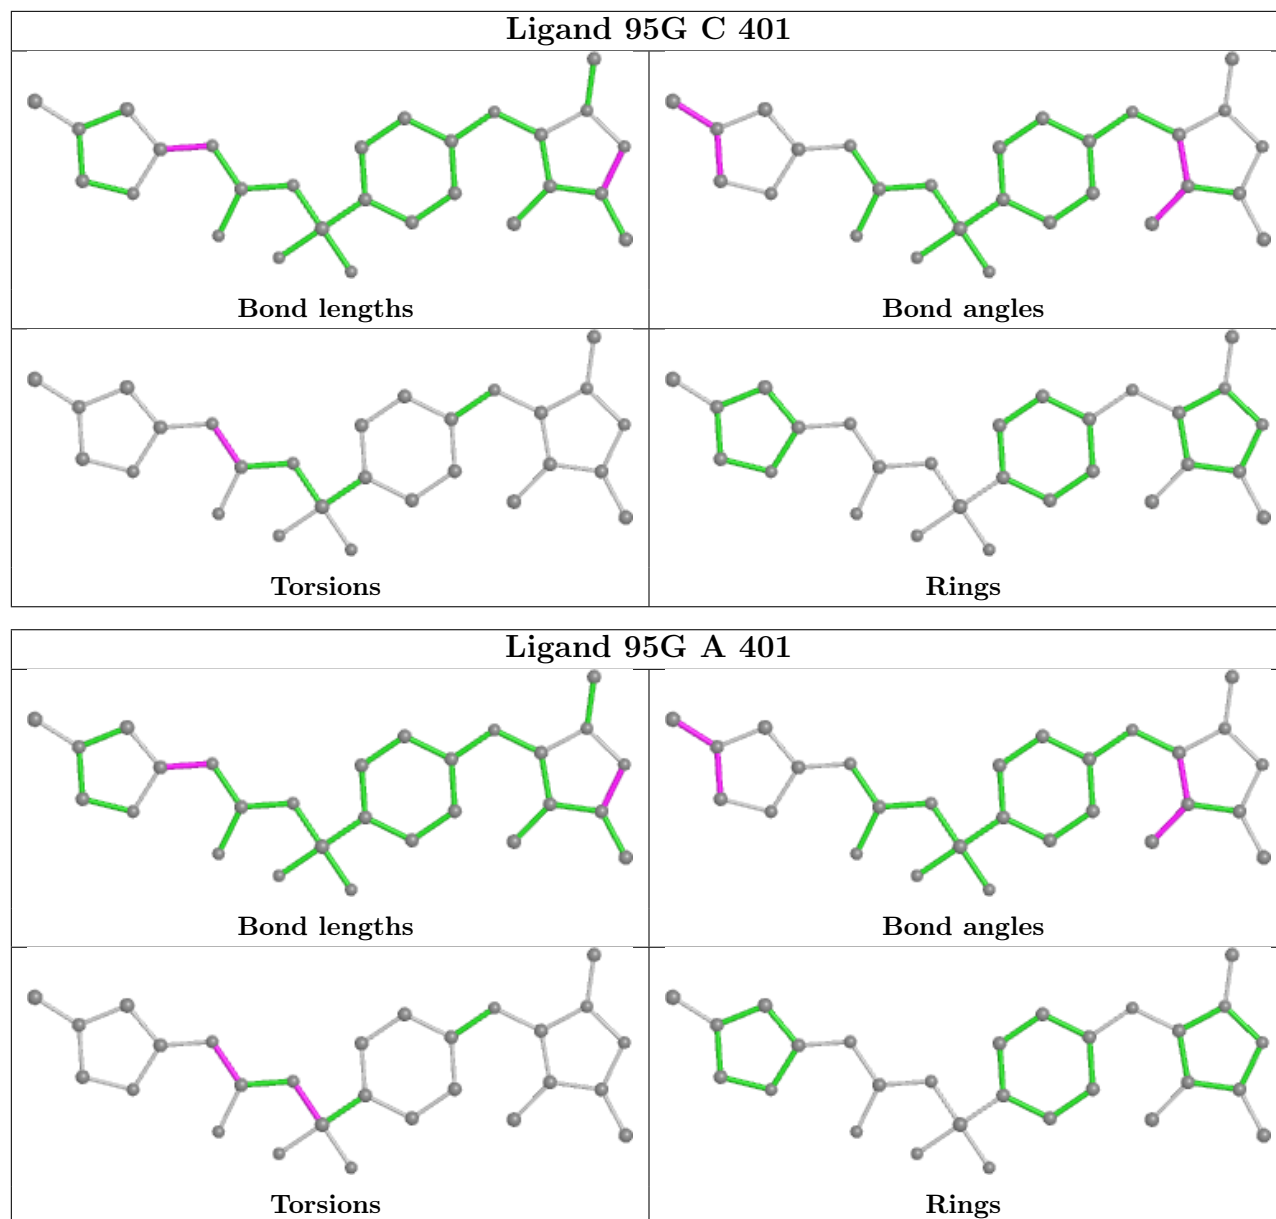 Ligand 95G C 401
Bond lengths
Bond angles
Torsions
Rings
Ligand 95G A 401
Bond lengths
Bond angles
Torsions
Rings